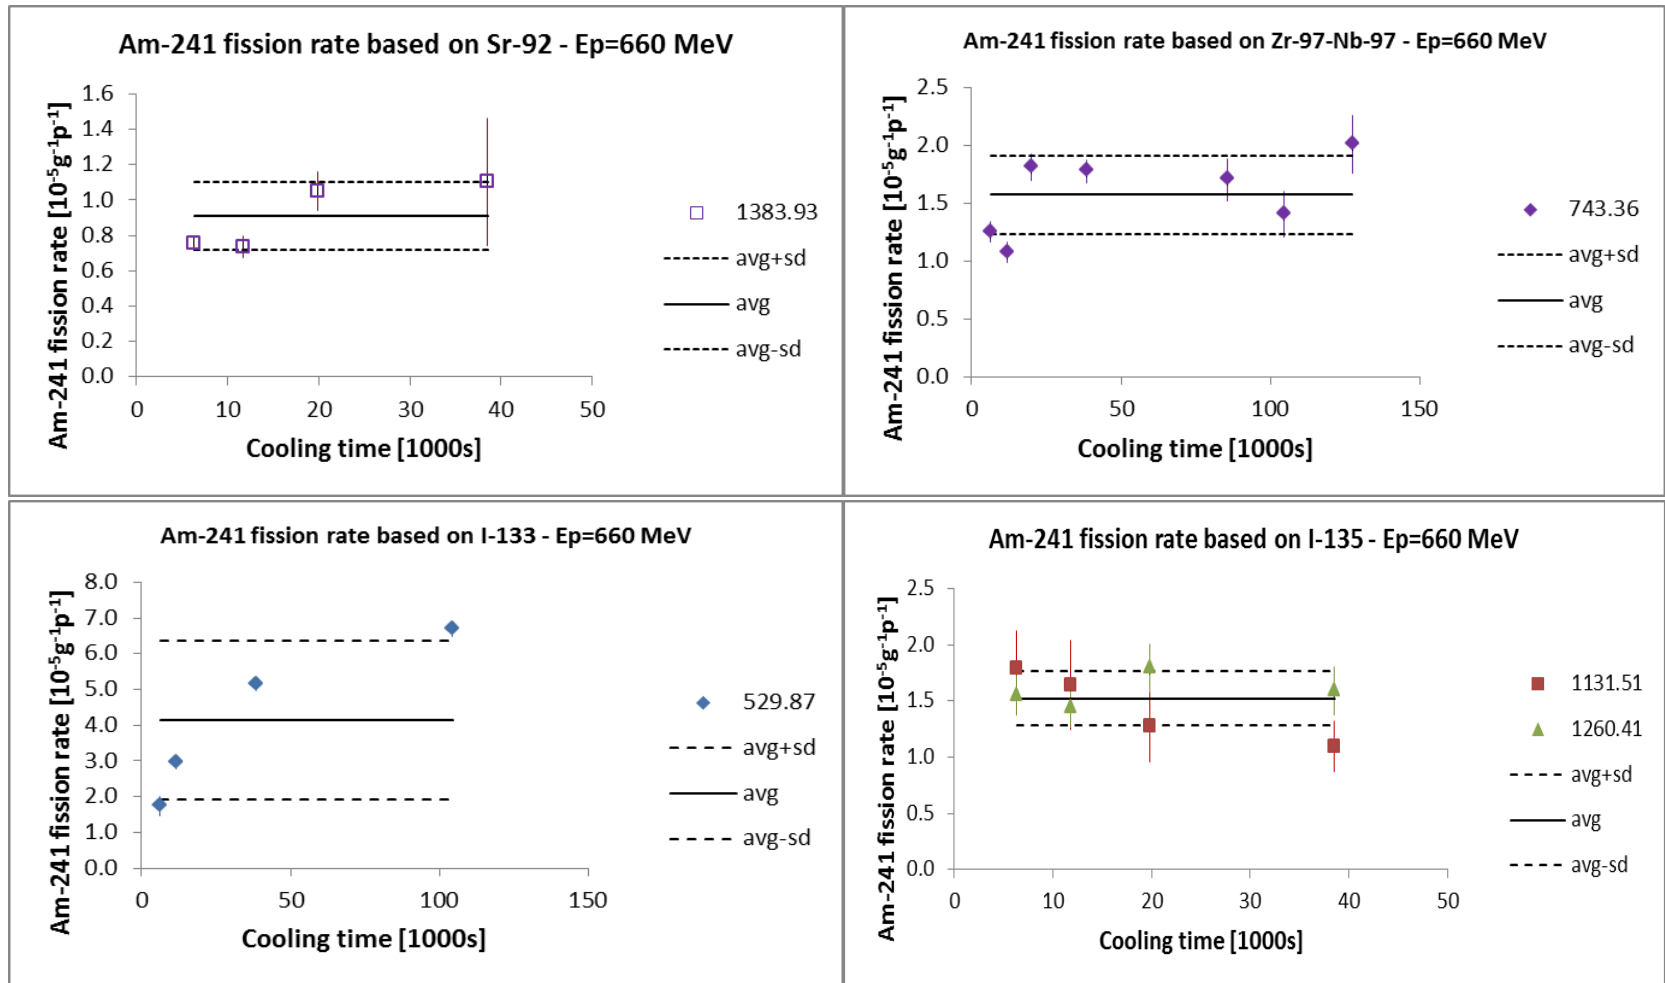 Am-241 fission rate based on Sr-92 - Ep=660 MeV
Am-241 fission rate [10⁻⁵g⁻¹p⁻¹]
1.6
1.4
1.2
1.0
0.8
0.6
0.4
0.2
0.0
0 10 20 30 40 50
Cooling time [1000s]
1383.93
avg+sd
avg
avg-sd
Am-241 fission rate based on Zr-97-Nb-97 - Ep=660 MeV
Am-241 fission rate [10⁻⁵g⁻¹p⁻¹]
2.5
2.0
1.5
1.0
0.5
0.0
0 50 100 150
Cooling time [1000s]
743.36
avg+sd
avg
avg-sd
Am-241 fission rate based on I-133 - Ep=660 MeV
Am-241 fission rate [10⁻⁵g⁻¹p⁻¹]
8.0
7.0
6.0
5.0
4.0
3.0
2.0
1.0
0.0
0 50 100 150
Cooling time [1000s]
529.87
avg+sd
avg
avg-sd
Am-241 fission rate based on I-135 - Ep=660 MeV
Am-241 fission rate [10⁻⁵g⁻¹p⁻¹]
2.5
2.0
1.5
1.0
0.5
0.0
0 10 20 30 40 50
Cooling time [1000s]
1131.51
1260.41
avg+sd
avg
avg-sd